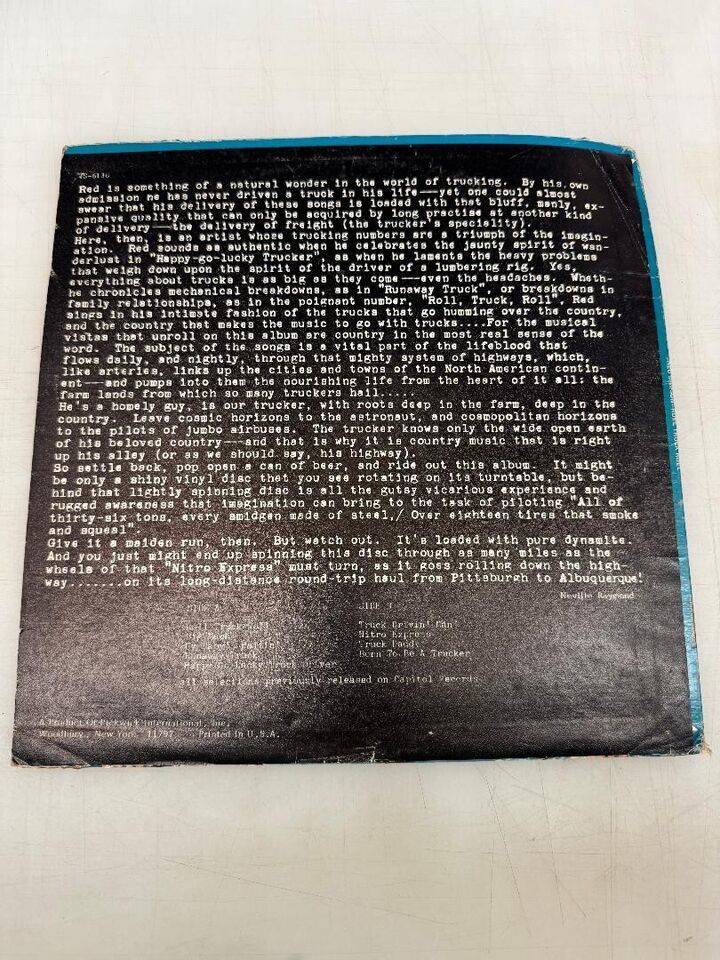 Red is something of a natural wonder in the world of trucking. By his own
admission he has never driven a truck in his life—yet one could almost
swear that his delivery of these songs is loaded with that bluff, manly, ex-
pansive quality that can only be acquired by long practise at another kind
of delivery—the delivery of freight (the trucker's speciality).
Here, then, is an artist whose trucking numbers are a triumph of the imagin-
ation. Red sounds as authentic when he celebrates the jaunty spirit of wan-
derlust in "Happy-go-lucky Trucker", as when he laments the heavy problems
that weigh down upon the spirit of the driver of a lumbering rig. Yes,
everything about trucks is as big as they come——even the headaches. Wheth-
he chronicles mechanical breakdowns, as in "Runaway Truck", or breakdowns in
family relationships, as in the poignant number, "Roll, Truck, Roll", Red
sings in his intimate fashion of the trucks that go humming over the country,
and the country that makes the music to go with trucks....For the musical
vistas that unroll on this album are country in the most real sense of the
word. The subject of the songs is a vital part of the lifeblood that
flows daily, and nightly, through that mighty system of highways, which,
like arteries, links up the cities and towns of the North American contin-
ent——and pumps into them the nourishing life from the heart of it all: the
farm lands from which so many truckers hail.....
He's a homely guy, is our trucker, with roots deep in the farm, deep in the
country.. Leave cosmic horizons to the astronaut, and cosmopolitan horizons
to the pilots of jumbo airbuses. The trucker knows only the wide open earth
of his beloved country———and that is why it is country music that is right
up his alley (or as we should say, his highway).
So settle back, pop open a can of beer, and ride out this album. It might
be only a shiny vinyl disc that you see rotating on its turntable, but be-
hind that lightly spinning disc is all the gutsy vicarious experience and
rugged awareness that imagination can bring to the task of piloting "All of
thirty-six tons, every smidgen made of steel,/ Over eighteen tires that smoke
and squeal"
Give it a maiden run, then. But watch out. It's loaded with pure dynamite.
And you just might end up spinning this disc through as many miles as the
wheels of that "Nitro Express" must turn, as it goes rolling down the high-
way.......on its long-distance round-trip haul from Pittsburgh to Albuquerque!
Neville Raymond
SIDE
Truck Drivin' Man
Nitro Express
Truck Daddy
Born To Be A Trucker
Happy Go Lucky Truck Driver
all selections previously released on Capitol Records
A Product Of Pickwick International, Inc.
Woodbury, New York 11797 Printed in U.S.A.